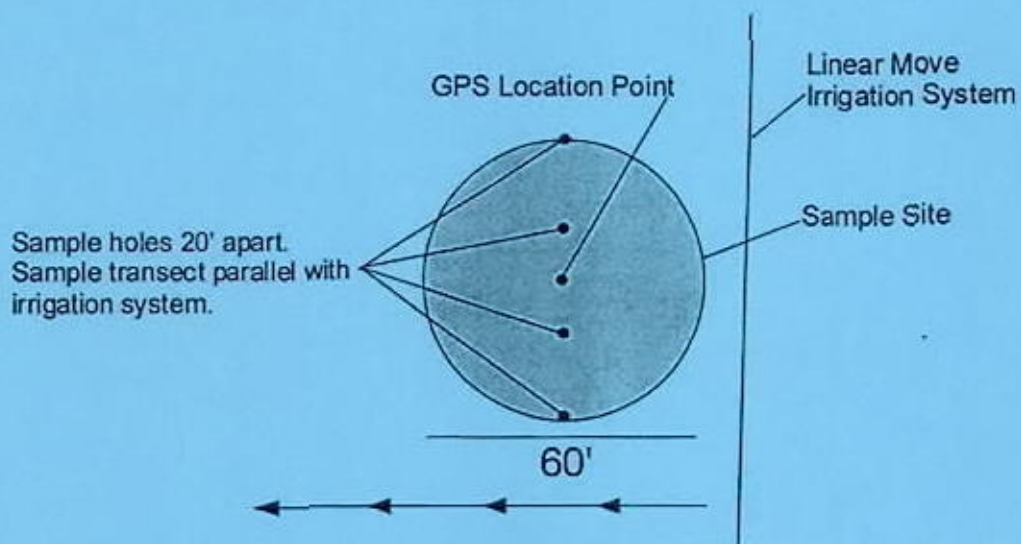 GPS Location Point
Linear Move
Irrigation System
Sample Site
Sample holes 20' apart.
Sample transect parallel with
irrigation system.
60'